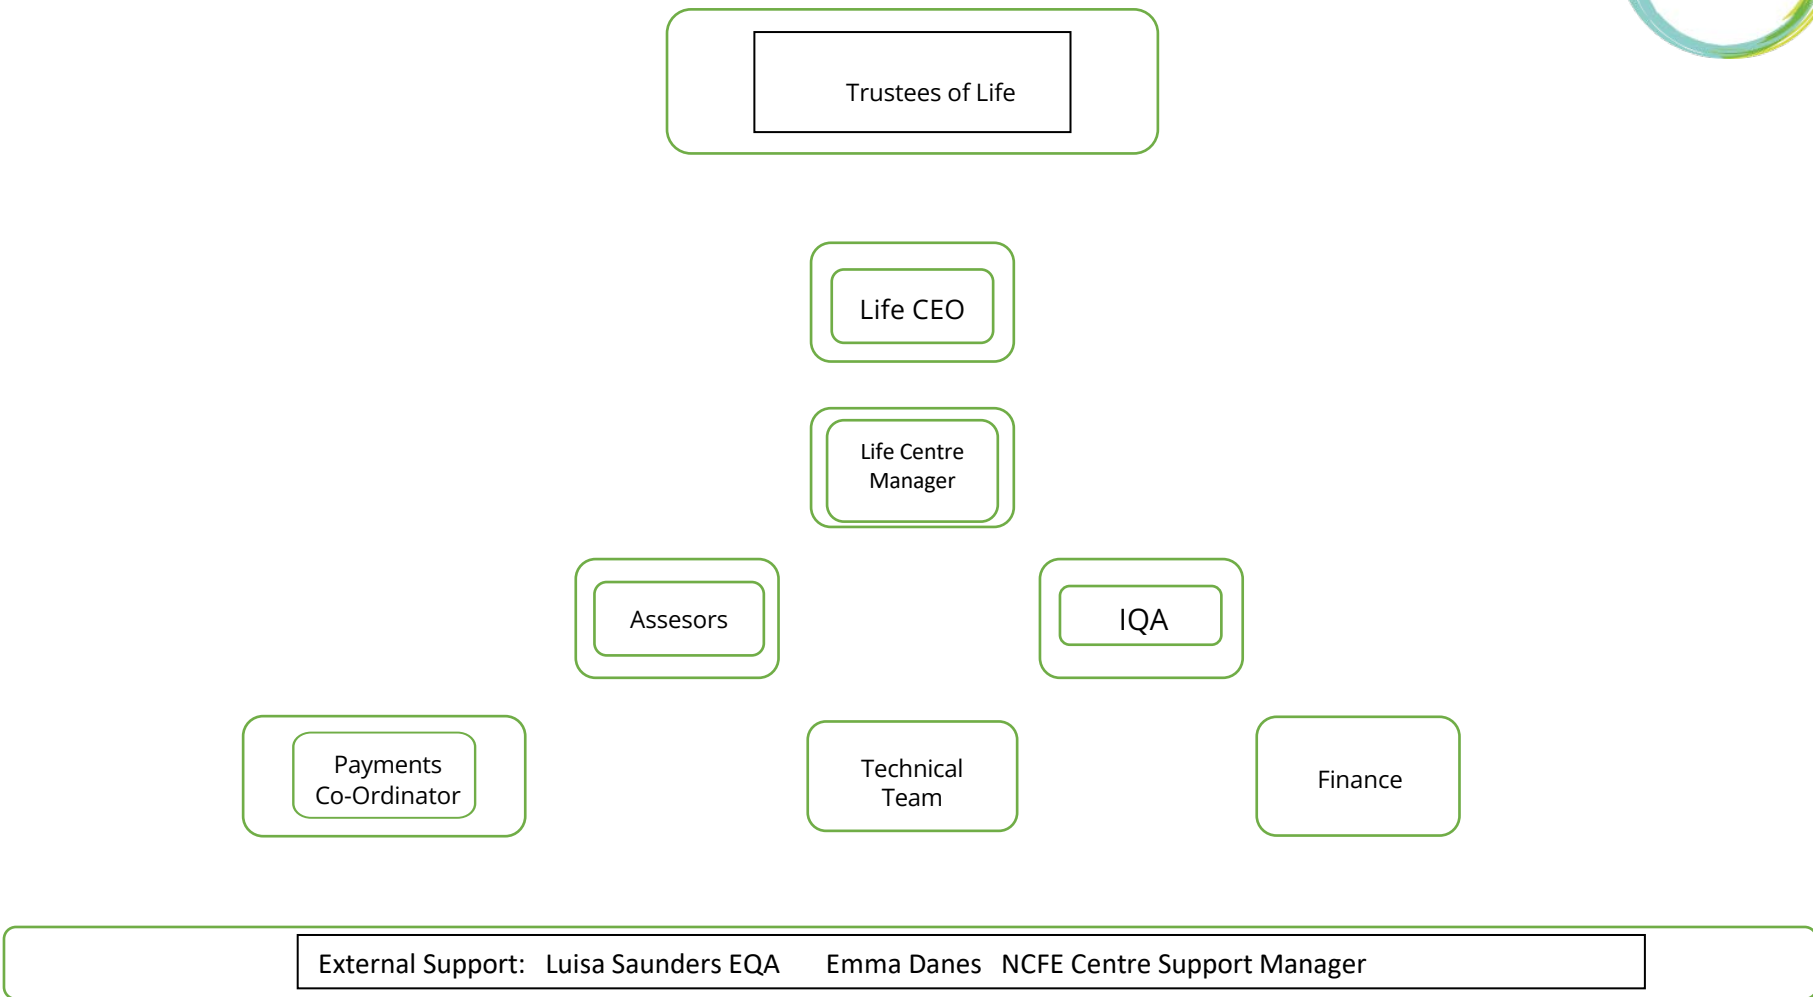 Trustees of Life
Life CEO
Life Centre
Manager
Assesors
IQA
Payments
Co-Ordinator
Technical
Team
Finance
External Support: Luisa Saunders EQA Emma Danes NCFE Centre Support Manager